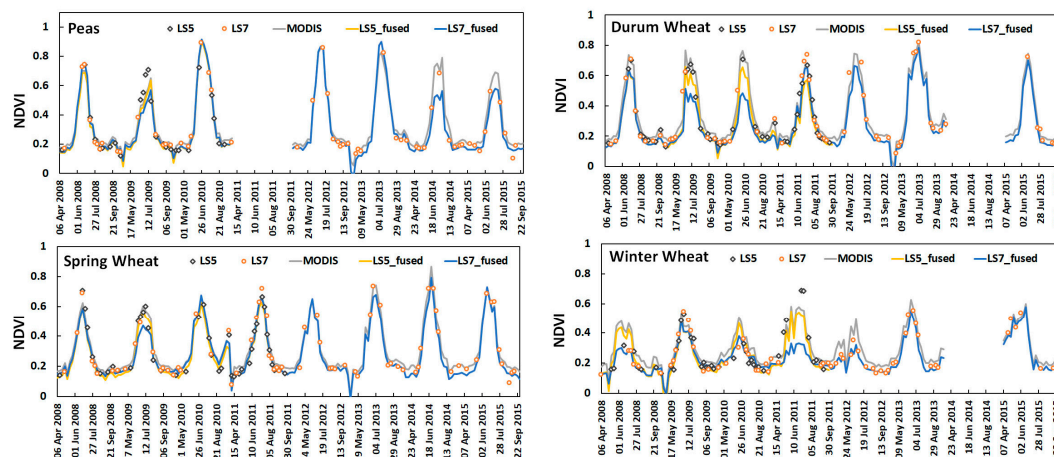 Peas
LS5
LS7
MODIS
LS5_fused
LS7_fused
NDVI
1
0.8
0.6
0.4
0.2
0
06 Apr 2008
01 Jun 2008
27 Jul 2008
21 Sep 2008
17 May 2009
12 Jul 2009
06 Sep 2009
01 May 2010
26 Jun 2010
21 Aug 2010
15 Apr 2011
10 Jun 2011
05 Aug 2011
30 Sep 2011
24 May 2012
19 Jul 2012
13 Sep 2012
09 May 2013
04 Jul 2013
29 Aug 2013
23 Apr 2014
18 Jun 2014
13 Aug 2014
07 Apr 2015
02 Jun 2015
28 Jul 2015
22 Sep 2015
Durum Wheat
LS5
LS7
MODIS
LS5_fused
LS7_fused
NDVI
1
0.8
0.6
0.4
0.2
0
06 Apr 2008
01 Jun 2008
27 Jul 2008
21 Sep 2008
17 May 2009
12 Jul 2009
06 Sep 2009
01 May 2010
26 Jun 2010
20 Aug 2010
15 Apr 2011
10 Jun 2011
05 Aug 2011
30 Sep 2011
24 May 2012
19 Jul 2012
13 Sep 2012
09 May 2013
04 Jul 2013
29 Aug 2013
23 Apr 2014
18 Jun 2014
13 Aug 2014
07 Apr 2015
02 Jun 2015
28 Jul 2015
Spring Wheat
LS5
LS7
MODIS
LS5_fused
LS7_fused
NDVI
1
0.8
0.6
0.4
0.2
0
06 Apr 2008
01 Jun 2008
27 Jul 2008
21 Sep 2008
17 May 2009
12 Jul 2009
06 Sep 2009
01 May 2010
26 Jun 2010
21 Aug 2010
15 Apr 2011
10 Jun 2011
05 Aug 2011
30 Sep 2011
24 May 2012
19 Jul 2012
13 Sep 2012
09 May 2013
04 Jul 2013
29 Aug 2013
23 Apr 2014
18 Jun 2014
13 Aug 2014
07 Apr 2015
02 Jun 2015
28 Jul 2015
22 Sep 2015
Winter Wheat
LS5
LS7
MODIS
LS5_fused
LS7_fused
NDVI
1
0.8
0.6
0.4
0.2
0
06 Apr 2008
01 Jun 2008
27 Jul 2008
21 Sep 2008
17 May 2009
12 Jul 2009
06 Sep 2009
01 May 2010
26 Jun 2010
21 Aug 2010
15 Apr 2011
10 Jun 2011
05 Aug 2011
30 Sep 2011
24 May 2012
19 Jul 2012
13 Sep 2012
09 May 2013
04 Jul 2013
29 Aug 2013
23 Apr 2014
18 Jun 2014
13 Aug 2014
07 Apr 2015
02 Jun 2015
28 Jul 2015